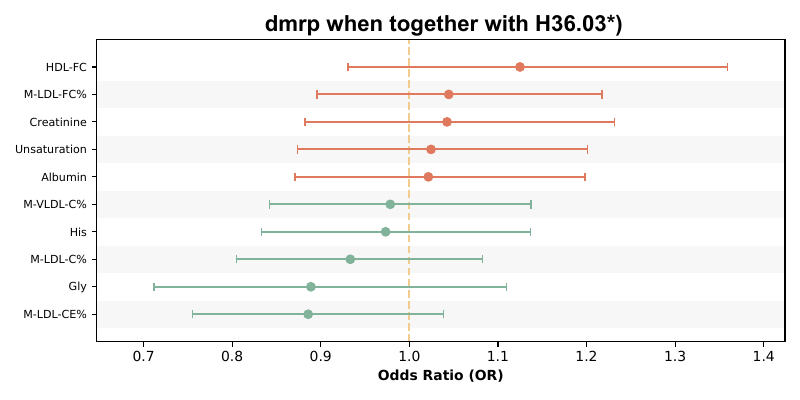 dmrp when together with H36.03*)
HDL-FC
M-LDL-FC%
Creatinine
Unsaturation
Albumin
M-VLDL-C%
His
M-LDL-C%
Gly
M-LDL-CE%
0.7 0.8 0.9 1.0 1.1 1.2 1.3 1.4
Odds Ratio (OR)